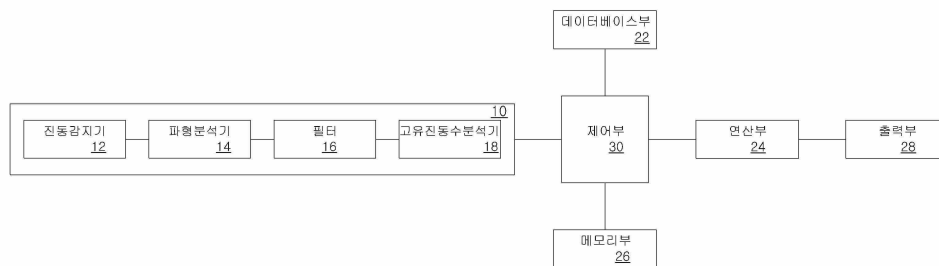 데이터베이스부
22
10
진동감지기
12
파형분석기
14
필터
16
고유진동수분석기
18
제어부
30
연산부
24
출력부
28
메모리부
26